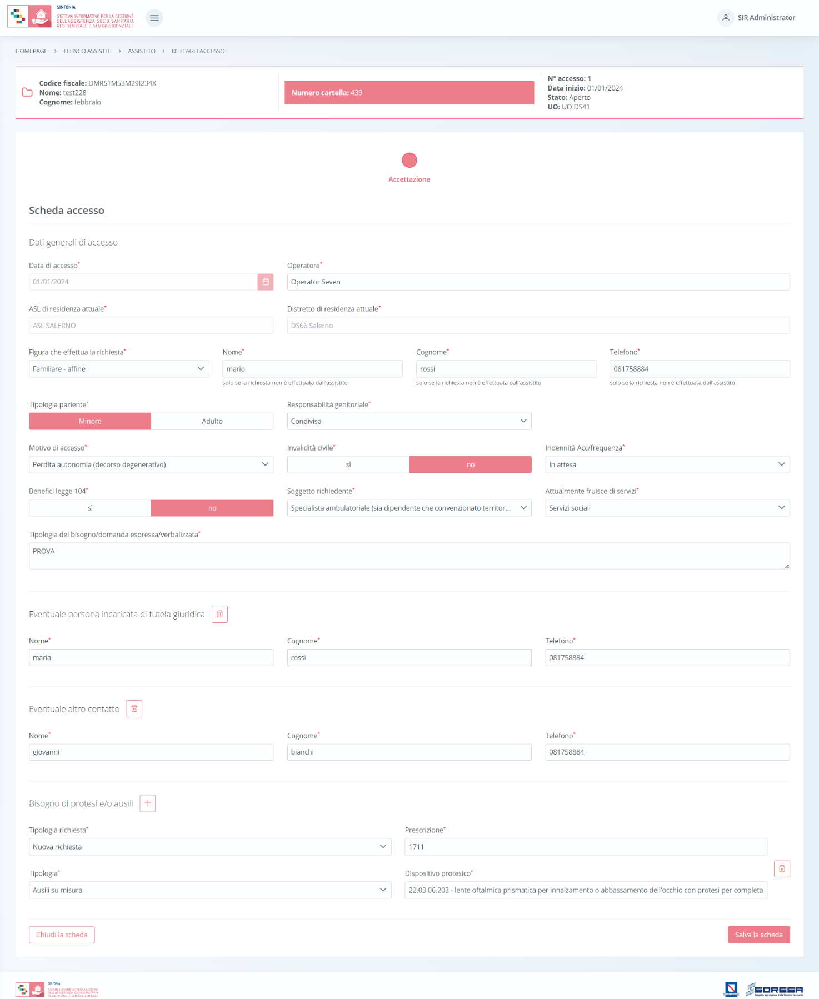 SINFONIA
SISTEMA INFORMATIVO PER LA GESTIONE
DELL'ASSISTENZA SOCIO SANITARIA
RESIDENZIALE E SEMIRESIDENZIALE
SIR Administrator
HOMEPAGE > ELENCO ASSISTITI > ASSISTITO > DETTAGLI ACCESSO
Codice fiscale: DMRSTM53M29I234X
Nome: test228
Cognome: febbraio
Numero cartella: 439
N° accesso: 1
Data inizio: 01/01/2024
Stato: Aperto
UO: UO DS41
Accettazione
Scheda accesso
Dati generali di accesso
Data di accesso* Operatore*
01/01/2024 Operator Seven
ASL di residenza attuale* Distretto di residenza attuale*
ASL SALERNO DS66 Salerno
Figura che effettua la richiesta* Nome* Cognome* Telefono*
Familiare - affine mario rossi 081758884
solo se la richiesta non è effettuata dall'assistito solo se la richiesta non è effettuata dall'assistito solo se la richiesta non è effettuata dall'assistito
Tipologia paziente* Responsabilità genitoriale*
Minore Adulto Condivisa
Motivo di accesso* Invalidità civile* Indennità Acc/frequenza*
Perdita autonomia (decorso degenerativo) sì no In attesa
Benefici legge 104* Soggetto richiedente* Attualmente fruisce di servizi*
sì no Specialista ambulatoriale (sia dipendente che convenzionato territor... Servizi sociali
Tipologia del bisogno/domanda espressa/verbalizzata*
PROVA
Eventuale persona incaricata di tutela giuridica
Nome* Cognome* Telefono*
maria rossi 081758884
Eventuale altro contatto
Nome* Cognome* Telefono*
giovanni bianchi 081758884
Bisogno di protesi e/o ausili
Tipologia richiesta* Prescrizione*
Nuova richiesta 1711
Tipologia* Dispositivo protesico*
Ausili su misura 22.03.06.203 - lente oftalmica prismatica per innalzamento o abbassamento dell'occhio con protesi per completa
Chiudi la scheda Salva la scheda
SINFONIA
SISTEMA INFORMATIVO PER LA GESTIONE
DELL'ASSISTENZA SOCIO SANITARIA
RESIDENZIALE E SEMIRESIDENZIALE
SORESA
Soggetto Aggregatore della Regione Campania